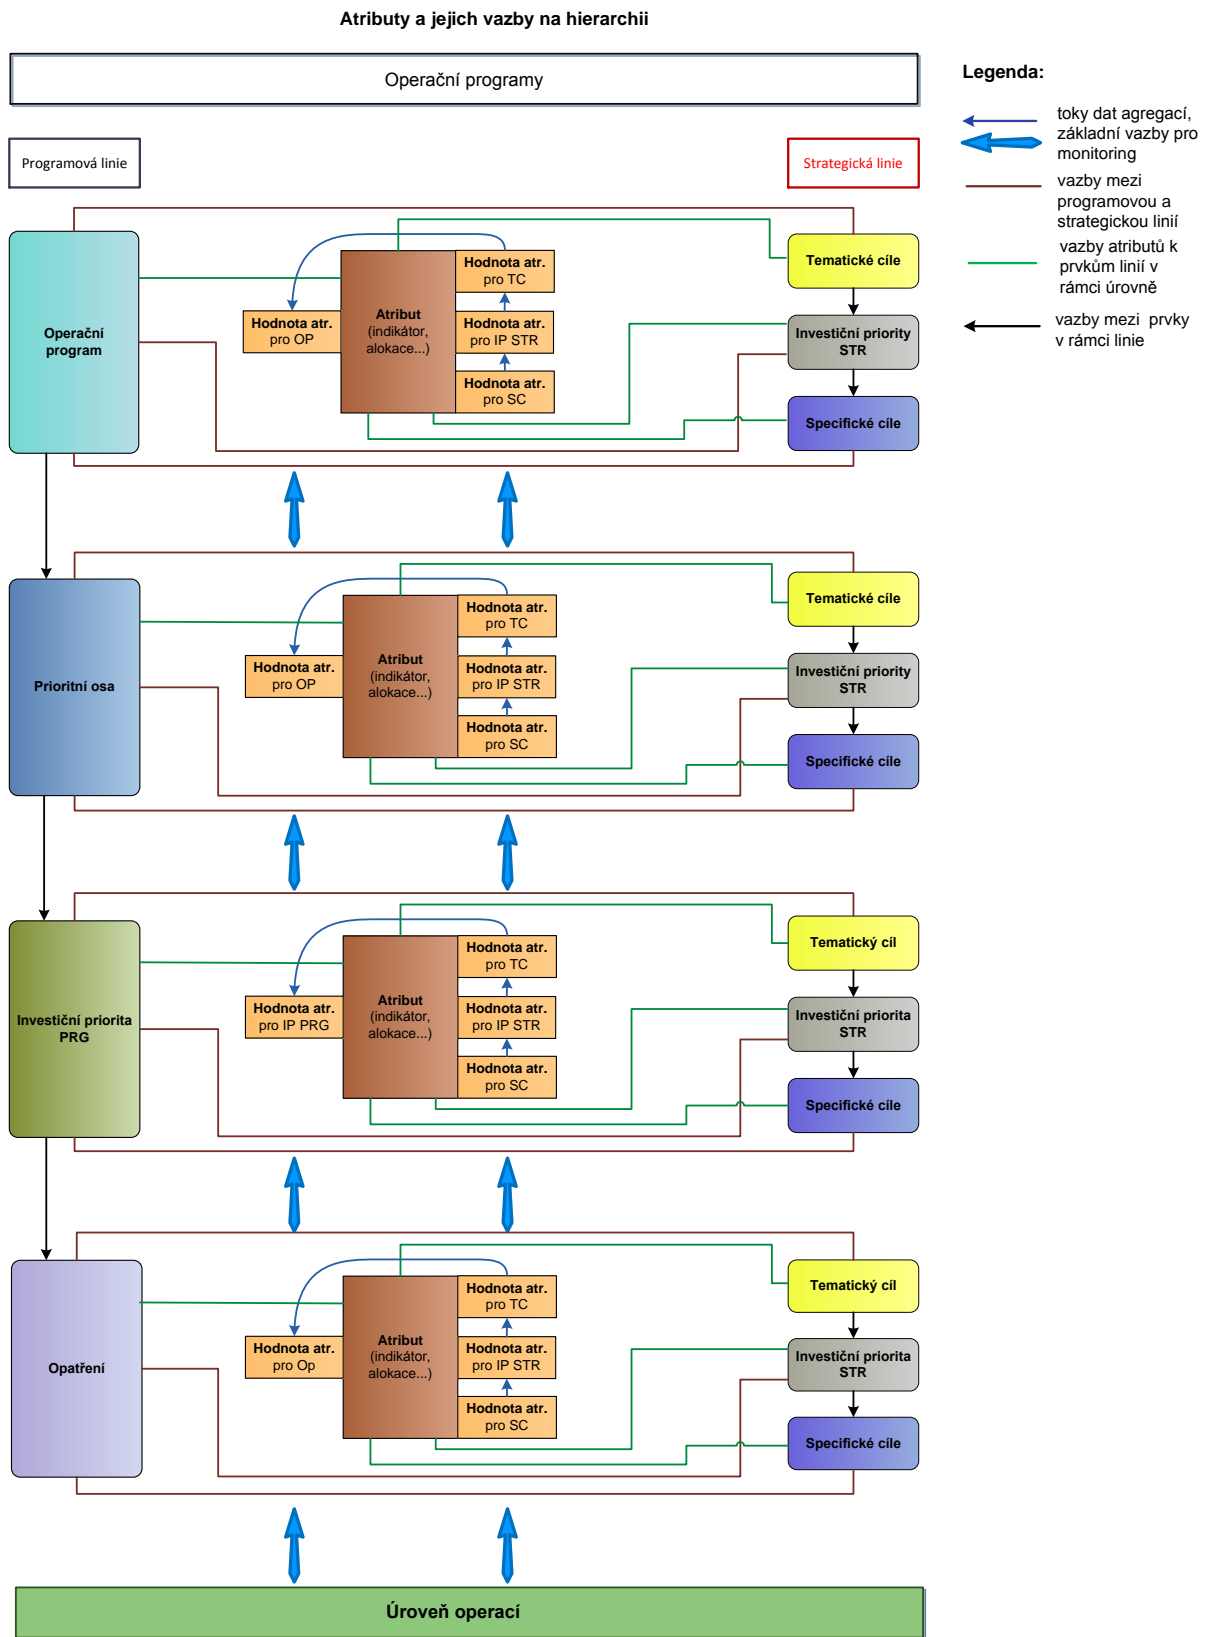 Atributy a jejich vazby na hierarchii
Operační programy
Legenda:
toky dat agregací,
základní vazby pro
monitoring
vazby mezi
programovou a
strategickou linií
vazby atributů k
prvkům linií v
rámci úrovně
vazby mezi prvky
v rámci linie
Programová linie
Strategická linie
Operační
program
Hodnota atr.
pro OP
Atribut
(indikátor,
alokace...)
Hodnota atr.
pro TC
Hodnota atr.
pro IP STR
Hodnota atr.
pro SC
Tematické cíle
Investiční priority
STR
Specifické cíle
Prioritní osa
Hodnota atr.
pro OP
Atribut
(indikátor,
alokace...)
Hodnota atr.
pro TC
Hodnota atr.
pro IP STR
Hodnota atr.
pro SC
Tematické cíle
Investiční priority
STR
Specifické cíle
Investiční priorita
PRG
Hodnota atr.
pro IP PRG
Atribut
(indikátor,
alokace...)
Hodnota atr.
pro TC
Hodnota atr.
pro IP STR
Hodnota atr.
pro SC
Tematický cíl
Investiční priorita
STR
Specifické cíle
Opatření
Hodnota atr.
pro Op
Atribut
(indikátor,
alokace...)
Hodnota atr.
pro TC
Hodnota atr.
pro IP STR
Hodnota atr.
pro SC
Tematický cíl
Investiční priorita
STR
Specifické cíle
Úroveň operací